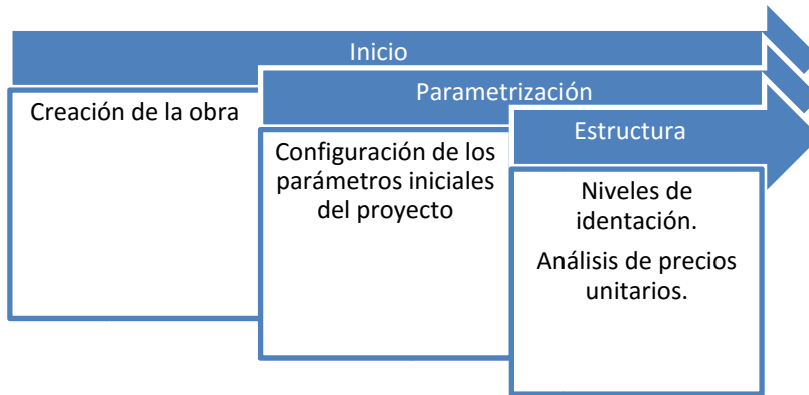 Inicio
Creación de la obra
Parametrización
Configuración de los
parámetros iniciales
del proyecto
Estructura
Niveles de
identación.
Análisis de precios
unitarios.